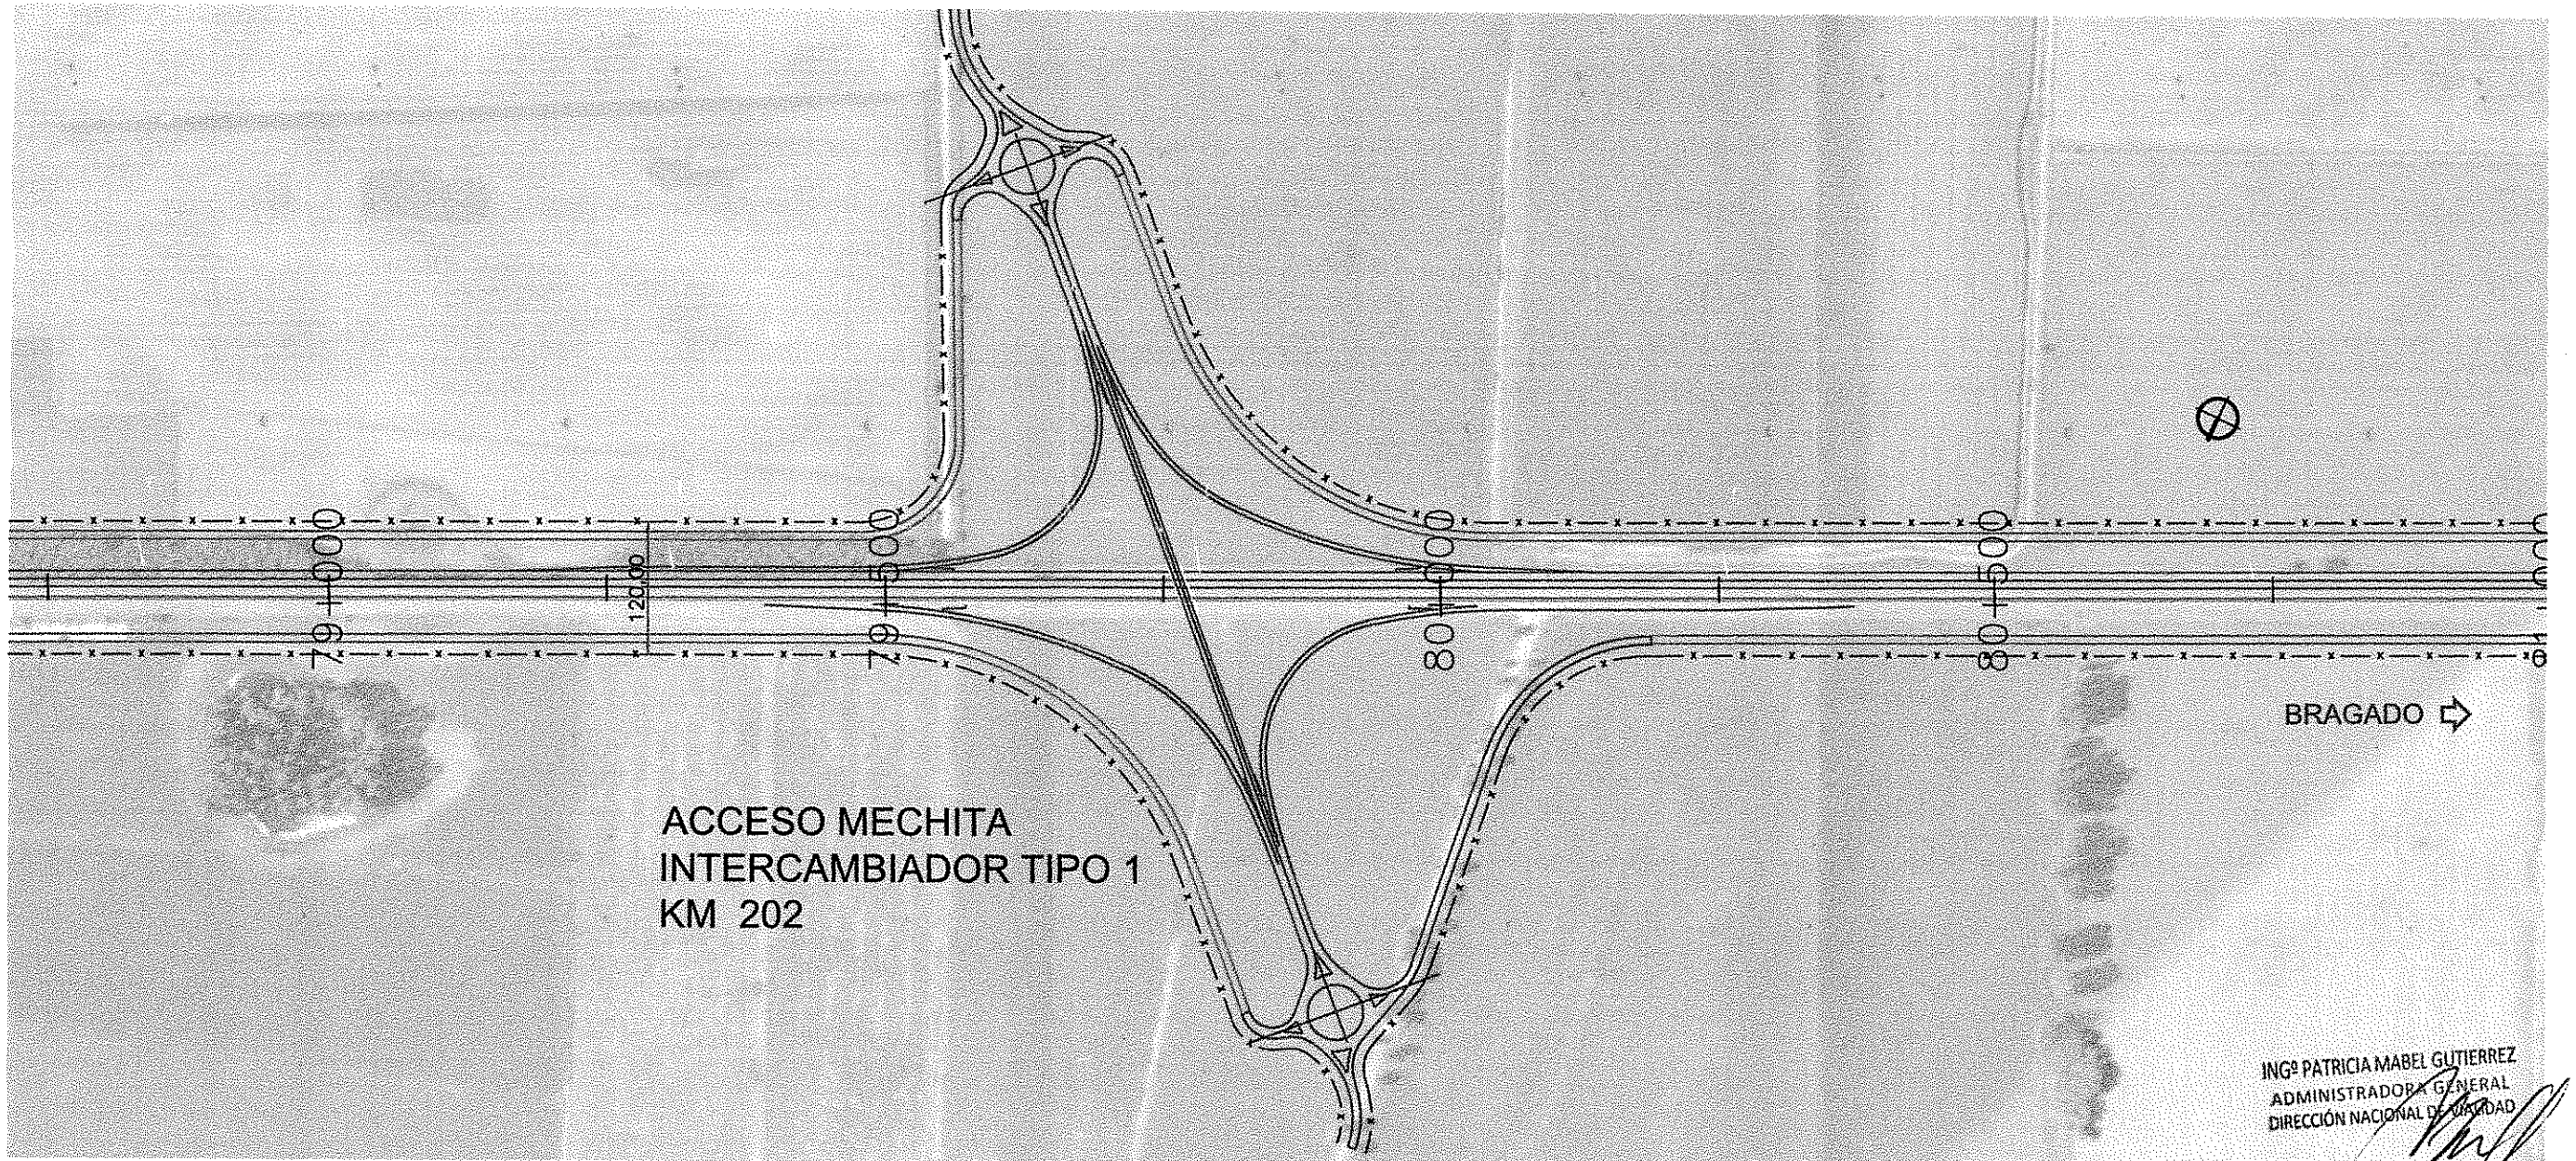 79+000
79+500
80+000
80+500
120,00
BRAGADO
ACCESO MECHITA
INTERCAMBIADOR TIPO 1
KM 202
INGº PATRICIA MABEL GUTIERREZ
ADMINISTRADORA GENERAL
DIRECCIÓN NACIONAL DE VIALIDAD